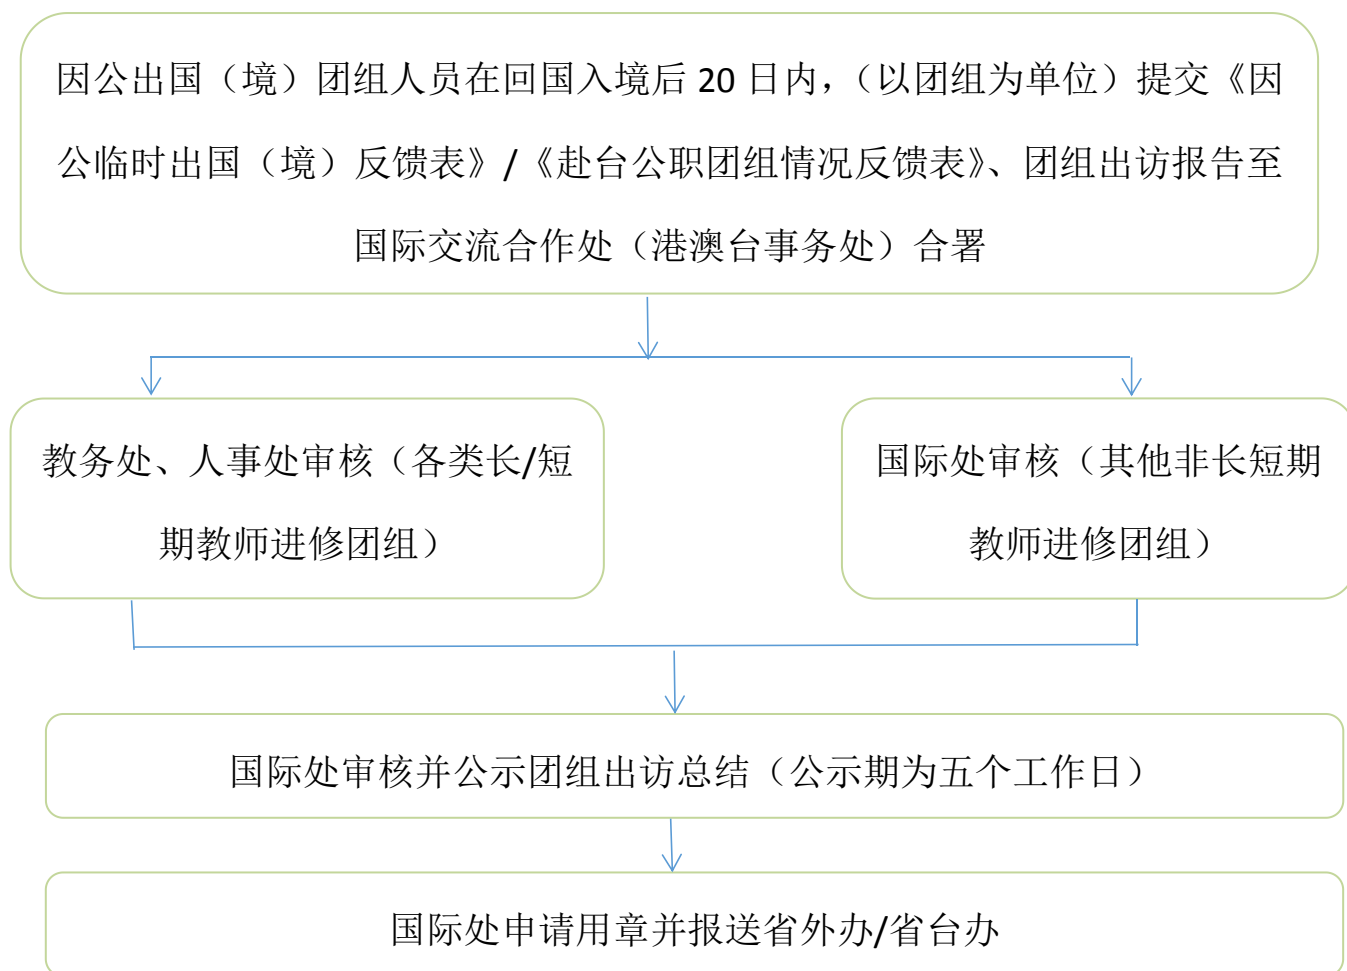 因公出国（境）团组人员在回国入境后 20 日内，（以团组为单位）提交《因
公临时出国（境）反馈表》/《赴台公职团组情况反馈表》、团组出访报告至
国际交流合作处（港澳台事务处）合署
教务处、人事处审核（各类长/短
期教师进修团组）
国际处审核（其他非长短期
教师进修团组）
国际处审核并公示团组出访总结（公示期为五个工作日）
国际处申请用章并报送省外办/省台办